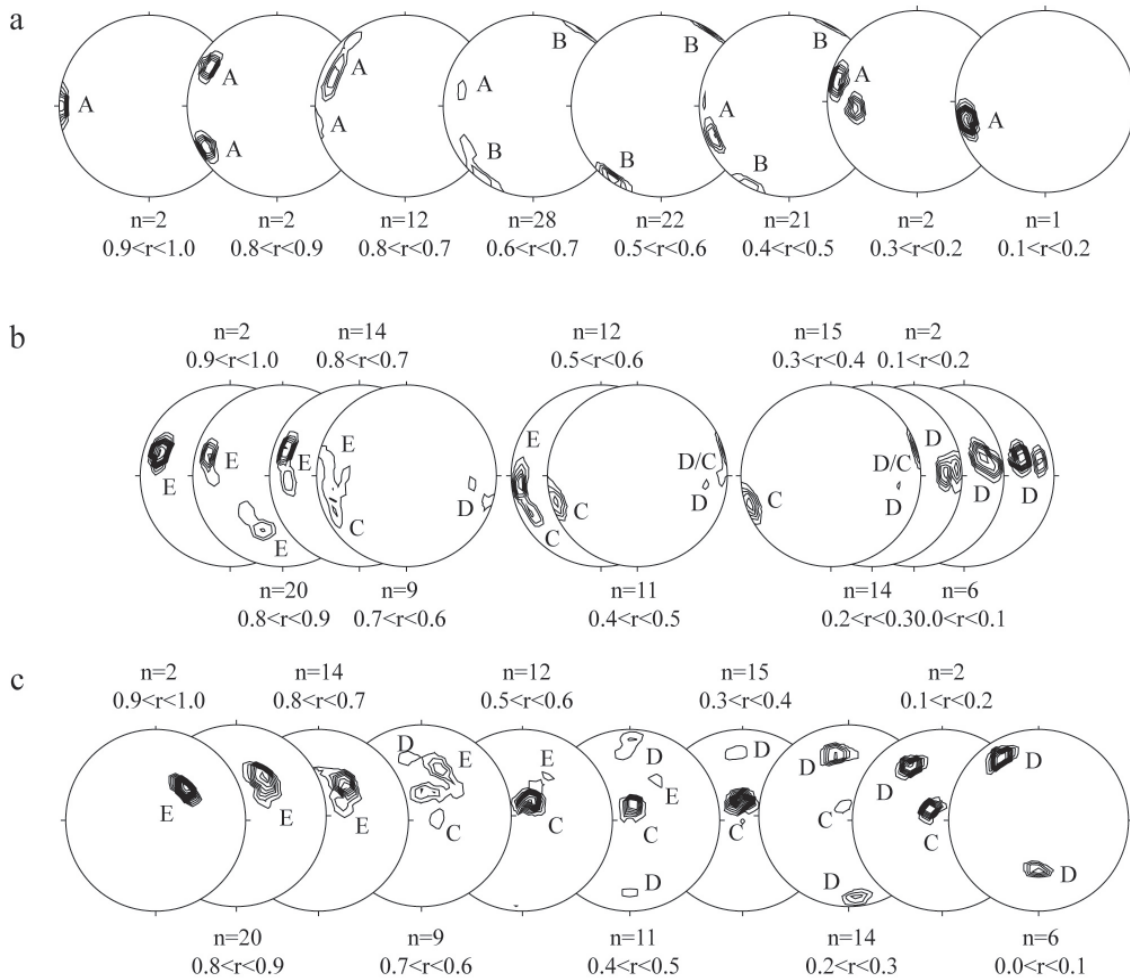 a
A
A
A
A
A
A
B
B
B
B
A
B
B
A
A
n=2
n=2
n=12
n=28
n=22
n=21
n=2
n=1
0.9<r<1.0
0.8<r<0.9
0.8<r<0.7
0.6<r<0.7
0.5<r<0.6
0.4<r<0.5
0.3<r<0.2
0.1<r<0.2
b
n=2
n=14
n=12
n=15
n=2
0.9<r<1.0
0.8<r<0.7
0.5<r<0.6
0.3<r<0.4
0.1<r<0.2
E
E
E
E
E
C
D
E
C
C
D/C
D
C
D/C
D
D
D
D
n=20
n=9
n=11
n=14
n=6
0.8<r<0.9
0.7<r<0.6
0.4<r<0.5
0.2<r<0.30.0<r<0.1
c
n=2
n=14
n=12
n=15
n=2
0.9<r<1.0
0.8<r<0.7
0.5<r<0.6
0.3<r<0.4
0.1<r<0.2
E
E
E
D
E
C
E
C
D
E
C
D
D
C
D
C
D
D
C
D
D
n=20
n=9
n=11
n=14
n=6
0.8<r<0.9
0.7<r<0.6
0.4<r<0.5
0.2<r<0.3
0.0<r<0.1